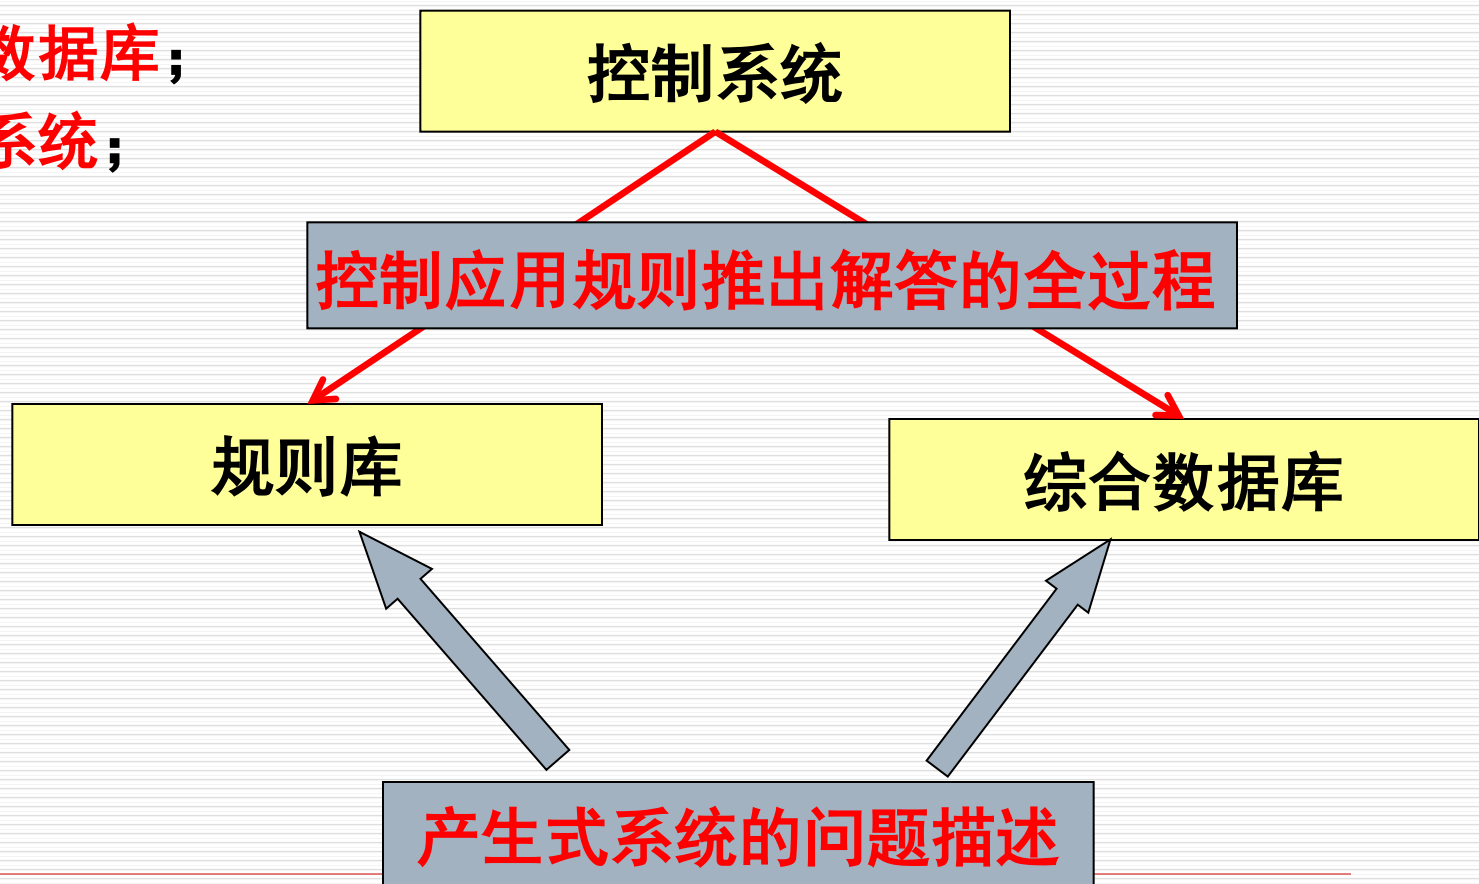 数据库；
系统；
控制系统
控制应用规则推出解答的全过程
规则库
综合数据库
产生式系统的问题描述